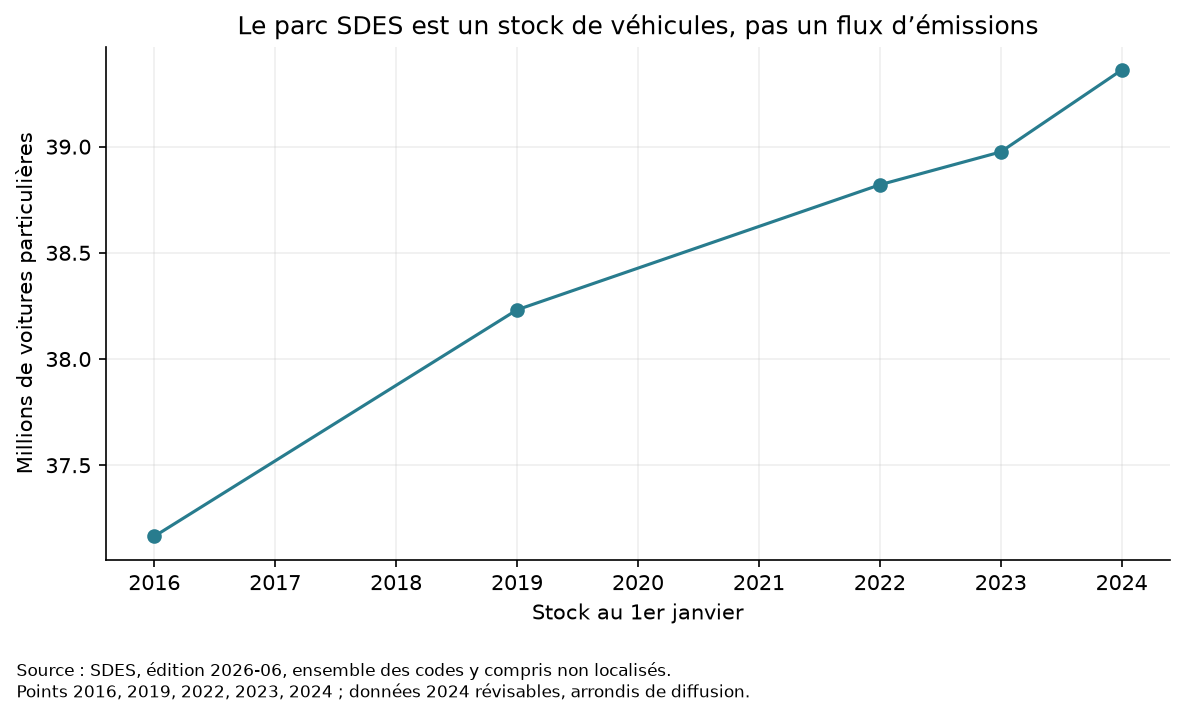 Le parc SDES est un stock de véhicules, pas un flux d’émissions
Millions de voitures particulières
39.0
38.5
38.0
37.5
2016 2017 2018 2019 2020 2021 2022 2023 2024
Stock au 1er janvier
Source : SDES, édition 2026-06, ensemble des codes y compris non localisés.
Points 2016, 2019, 2022, 2023, 2024 ; données 2024 révisables, arrondis de diffusion.